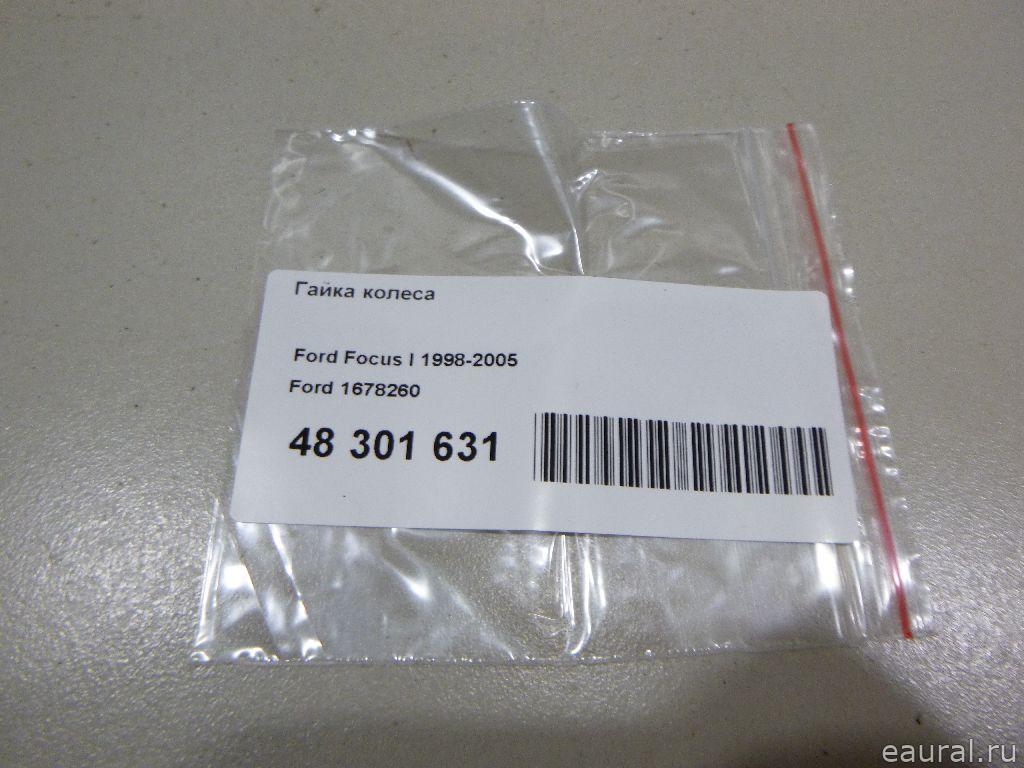 Гайка колеса
Ford Focus I 1998-2005
Ford 1678260
48 301 631
eaural.ru